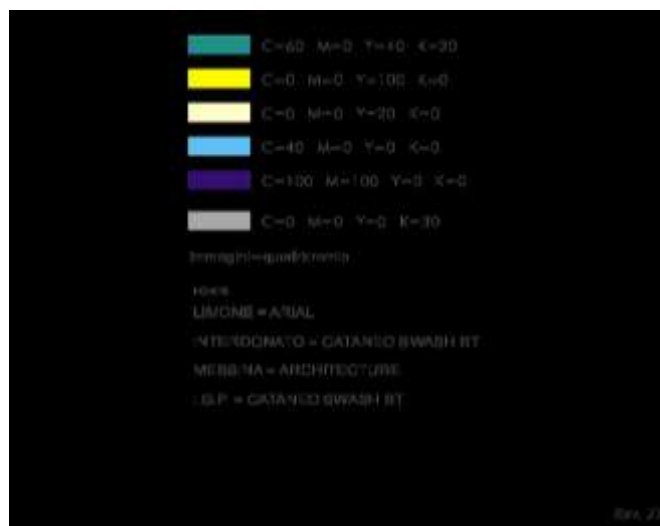 C=60 M=0 Y=40 K=30
C=0 M=0 Y=100 K=0
C=0 M=0 Y=20 K=0
C=40 M=0 Y=0 K=0
C=100 M=100 Y=0 K=0
C=0 M=0 Y=0 K=30
Immagini=quadricromia
LIMONE = ARIAL
INTERDONATO = CATANEO SWASH BT
MESSINA = ARCHITECTURE
I.G.P. = CATANEO SWASH BT
Rev.